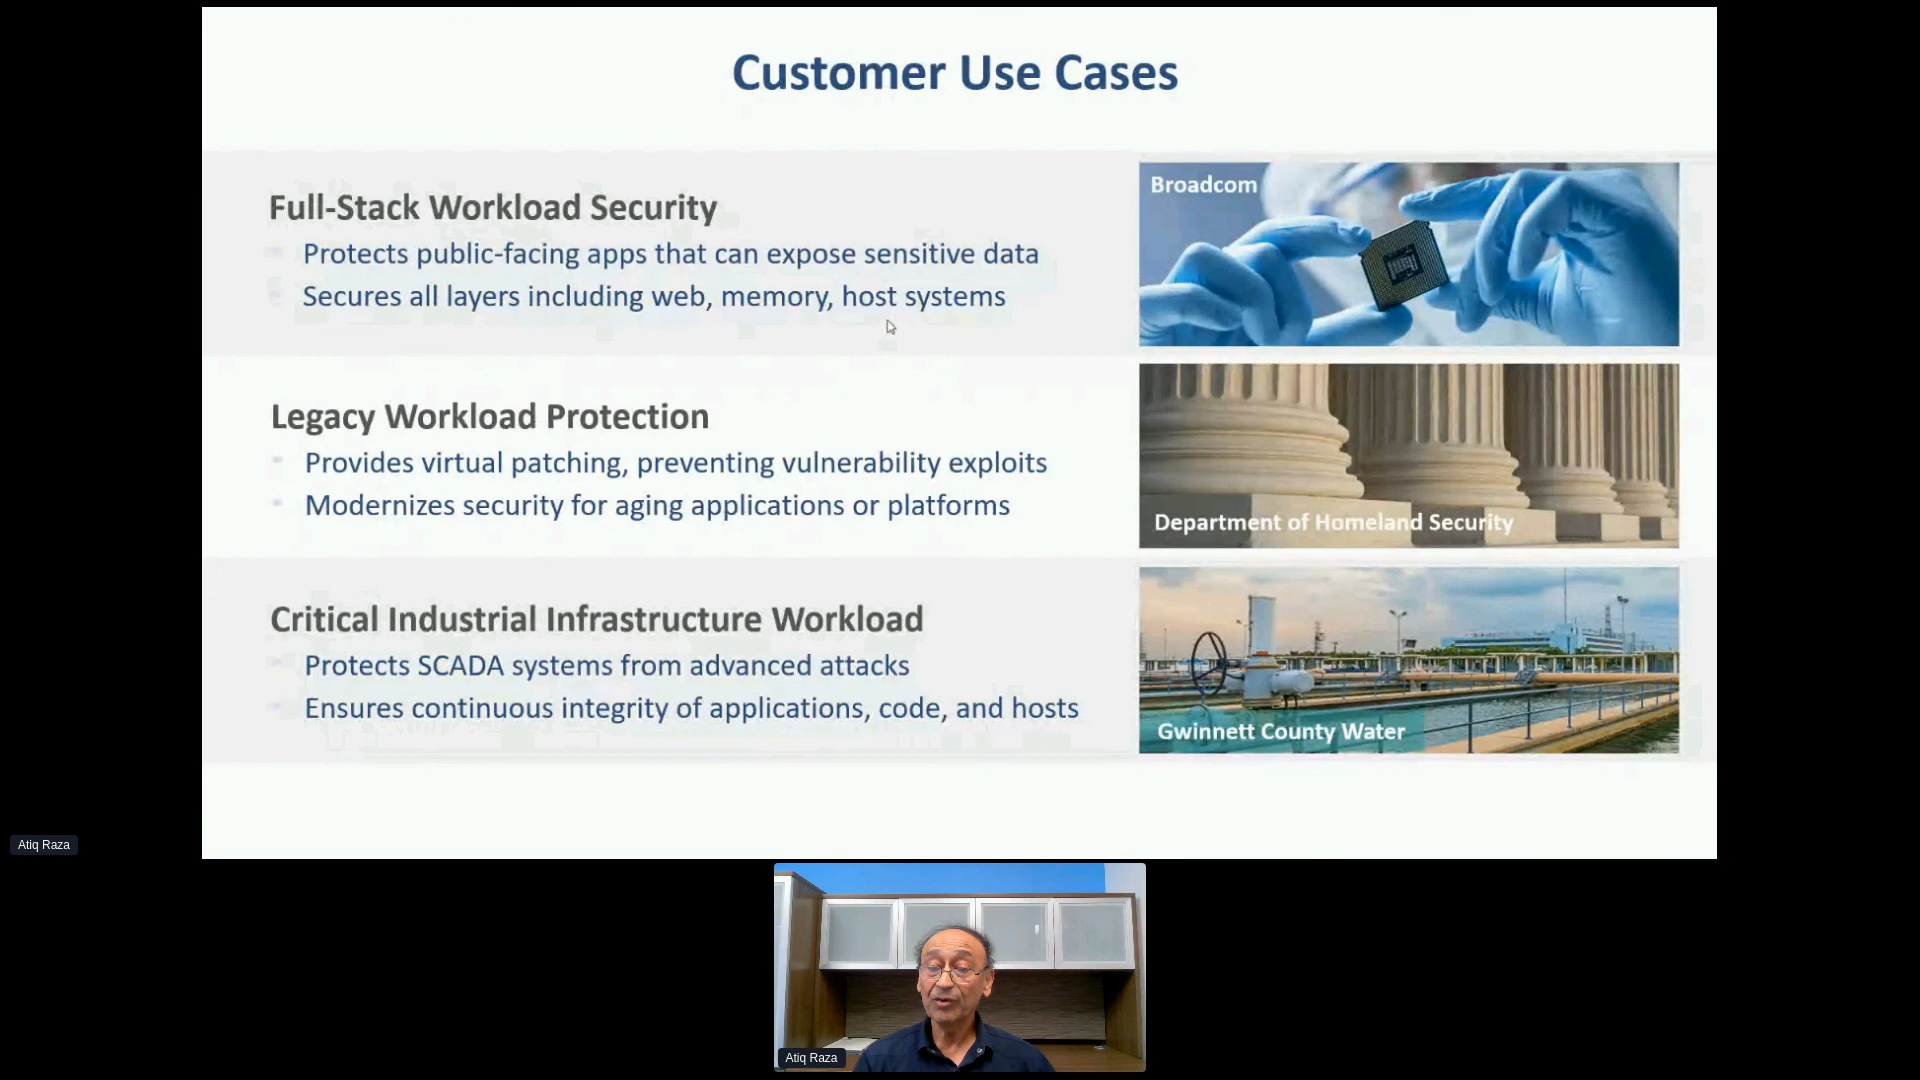 Customer Use Cases
Full-Stack Workload Security
Protects public-facing apps that can expose sensitive data
Secures all layers including web, memory, host systems
Broadcom
Legacy Workload Protection
Provides virtual patching, preventing vulnerability exploits
Modernizes security for aging applications or platforms
Department of Homeland Security
Critical Industrial Infrastructure Workload
Protects SCADA systems from advanced attacks
Ensures continuous integrity of applications, code, and hosts
Gwinnett County Water
Atiq Raza
Atiq Raza